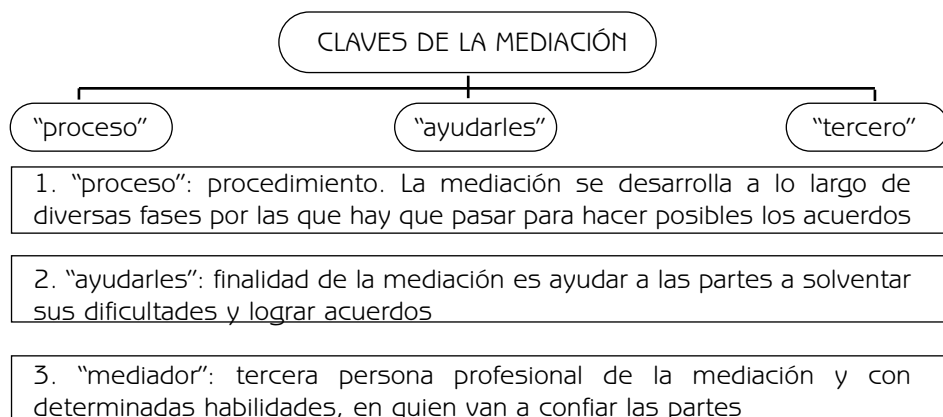 CLAVES DE LA MEDIACIÓN
“proceso” “ayudarles” “tercero”
1. “proceso”: procedimiento. La mediación se desarrolla a lo largo de
diversas fases por las que hay que pasar para hacer posibles los acuerdos
2. “ayudarles”: finalidad de la mediación es ayudar a las partes a solventar
sus dificultades y lograr acuerdos
3. “mediador”: tercera persona profesional de la mediación y con
determinadas habilidades, en quien van a confiar las partes